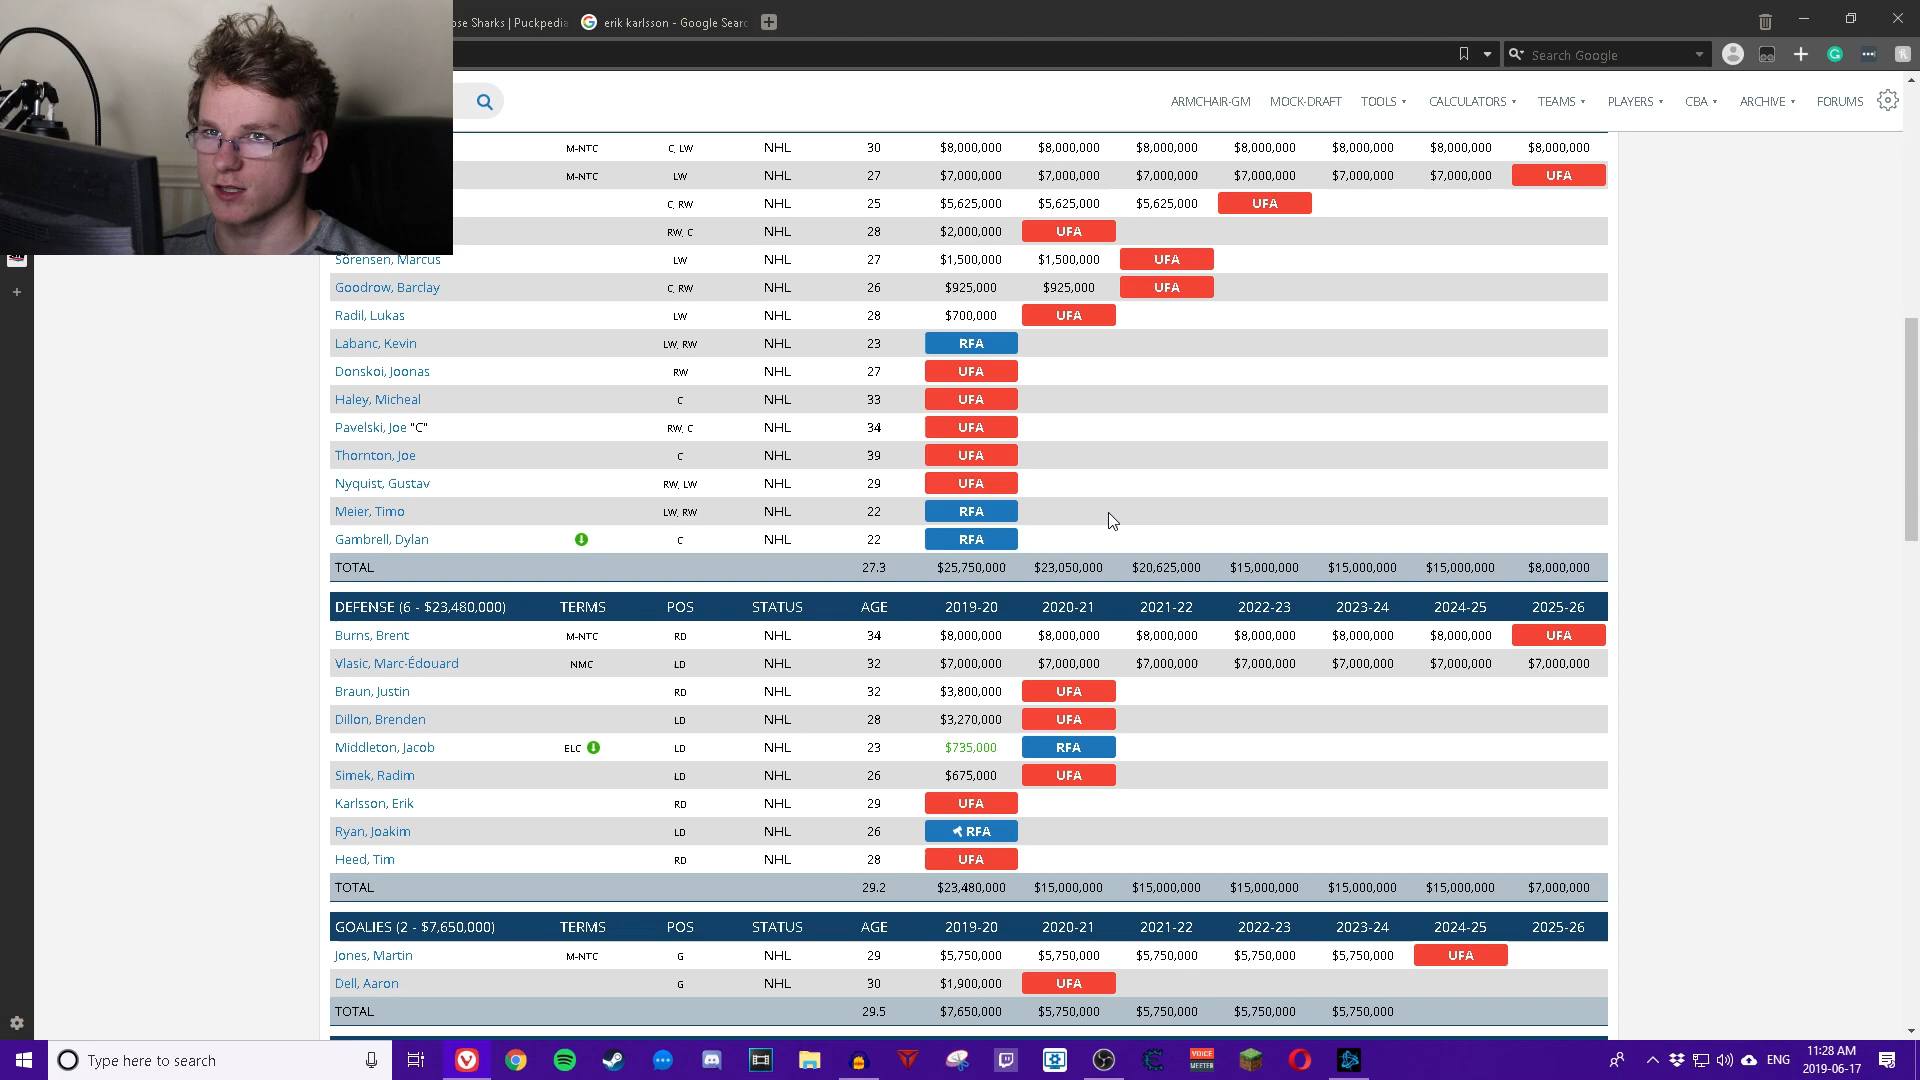 ose Sharks | Puckpedia erik karlsson - Google Searc
Search Google
ARMCHAIR-GM MOCK-DRAFT TOOLS CALCULATORS TEAMS PLAYERS CBA ARCHIVE FORUMS
M-NTC C, LW NHL 30 $8,000,000 $8,000,000 $8,000,000 $8,000,000 $8,000,000 $8,000,000 $8,000,000
M-NTC LW NHL 27 $7,000,000 $7,000,000 $7,000,000 $7,000,000 $7,000,000 $7,000,000 UFA
C, RW NHL 25 $5,625,000 $5,625,000 $5,625,000 UFA
RW, C NHL 28 $2,000,000 UFA
Sorensen, Marcus LW NHL 27 $1,500,000 $1,500,000 UFA
Goodrow, Barclay C, RW NHL 26 $925,000 $925,000 UFA
Radil, Lukas LW NHL 28 $700,000 UFA
Labanc, Kevin LW, RW NHL 23 RFA
Donskoi, Joonas RW NHL 27 UFA
Haley, Micheal C NHL 33 UFA
Pavelski, Joe "C" RW, C NHL 34 UFA
Thornton, Joe C NHL 39 UFA
Nyquist, Gustav RW, LW NHL 29 UFA
Meier, Timo LW, RW NHL 22 RFA
Gambrell, Dylan C NHL 22 RFA
TOTAL 27.3 $25,750,000 $23,050,000 $20,625,000 $15,000,000 $15,000,000 $15,000,000 $8,000,000
DEFENSE (6 - $23,480,000) TERMS POS STATUS AGE 2019-20 2020-21 2021-22 2022-23 2023-24 2024-25 2025-26
Burns, Brent M-NTC RD NHL 34 $8,000,000 $8,000,000 $8,000,000 $8,000,000 $8,000,000 $8,000,000 UFA
Vlasic, Marc-Édouard NMC LD NHL 32 $7,000,000 $7,000,000 $7,000,000 $7,000,000 $7,000,000 $7,000,000 $7,000,000
Braun, Justin RD NHL 32 $3,800,000 UFA
Dillon, Brenden LD NHL 28 $3,270,000 UFA
Middleton, Jacob ELC LD NHL 23 $735,000 RFA
Simek, Radim LD NHL 26 $675,000 UFA
Karlsson, Erik RD NHL 29 UFA
Ryan, Joakim LD NHL 26 RFA
Heed, Tim RD NHL 28 UFA
TOTAL 29.2 $23,480,000 $15,000,000 $15,000,000 $15,000,000 $15,000,000 $15,000,000 $7,000,000
GOALIES (2 - $7,650,000) TERMS POS STATUS AGE 2019-20 2020-21 2021-22 2022-23 2023-24 2024-25 2025-26
Jones, Martin M-NTC G NHL 29 $5,750,000 $5,750,000 $5,750,000 $5,750,000 $5,750,000 UFA
Dell, Aaron G NHL 30 $1,900,000 UFA
TOTAL 29.5 $7,650,000 $5,750,000 $5,750,000 $5,750,000 $5,750,000
Type here to search VOICE MEETER ENG 11:28 AM
2019-06-17